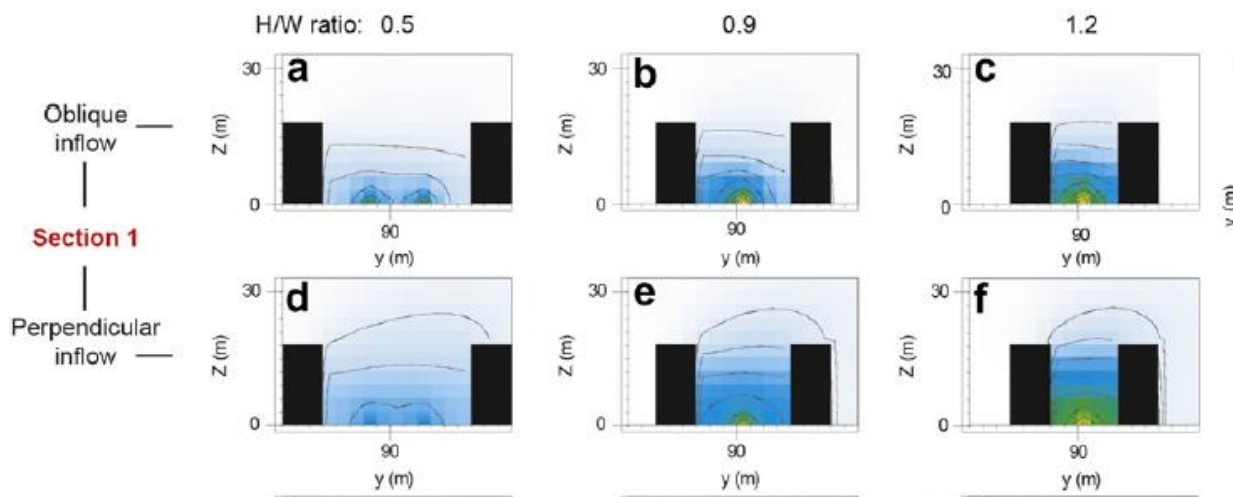 H/W ratio: 0.5 0.9 1.2
a b c
30 30 30
Oblique
inflow
Z (m) Z (m) Z (m)
y (m)
0 0 0
90 90 90
Section 1
y (m) y (m) y (m)
d e f
30 30 30
Perpendicular
inflow
Z (m) Z (m) Z (m)
0 0 0
90 90 90
y (m) y (m) y (m)